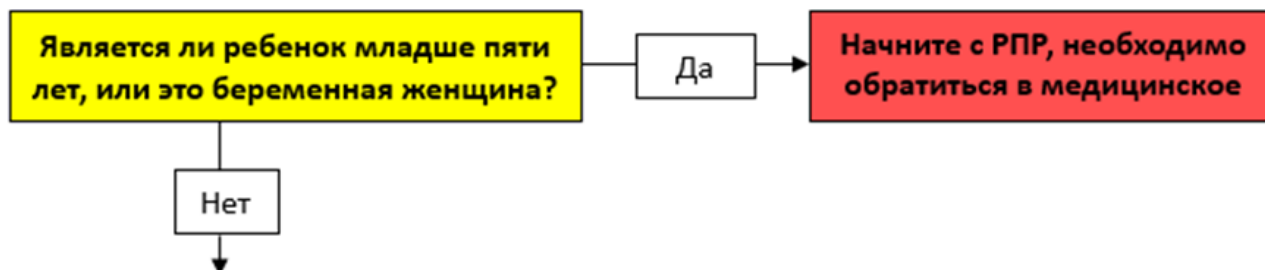 Является ли ребенок младше пяти
лет, или это беременная женщина?
Да
Начните с РПР, необходимо
обратиться в медицинское
Нет